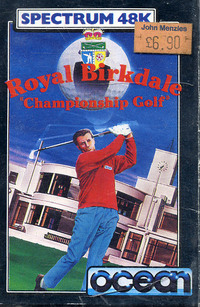 SPECTRUM 48K
John Menzies
£6.90
Royal Birkdale
'Championship Golf'
ocean